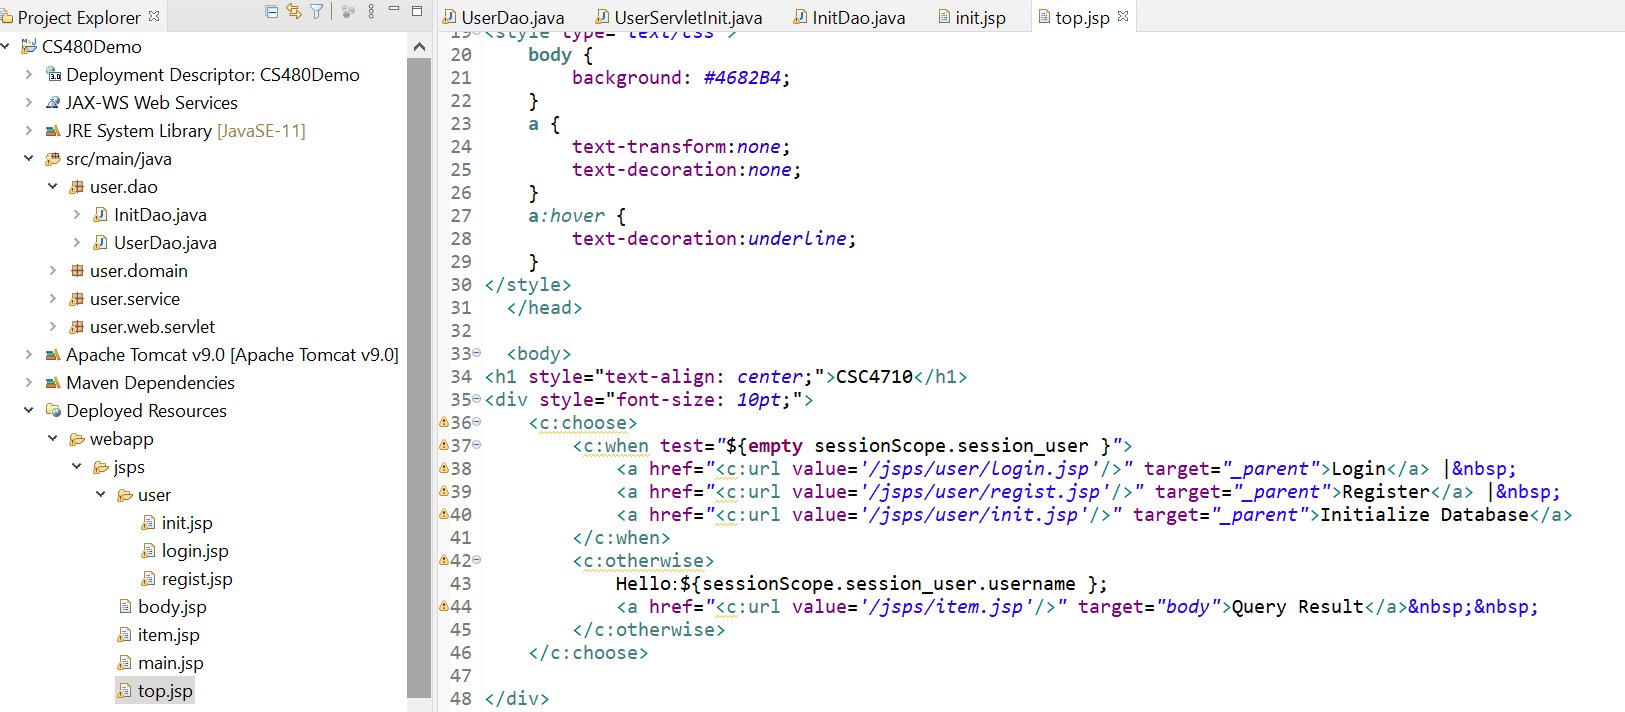 Project Explorer
CS480Demo
Deployment Descriptor: CS480Demo
JAX-WS Web Services
JRE System Library [JavaSE-11]
src/main/java
user.dao
InitDao.java
UserDao.java
user.domain
user.service
user.web.servlet
Apache Tomcat v9.0 [Apache Tomcat v9.0]
Maven Dependencies
Deployed Resources
webapp
jsps
user
init.jsp
login.jsp
regist.jsp
body.jsp
item.jsp
main.jsp
top.jsp
UserDao.java UserServletInit.java InitDao.java init.jsp top.jsp
19 <style type="text/css">
20     body {
21         background: #4682B4;
22     }
23     a {
24         text-transform:none;
25         text-decoration:none;
26     }
27     a:hover {
28         text-decoration:underline;
29     }
30 </style>
31   </head>
32
33   <body>
34 <h1 style="text-align: center;">CSC4710</h1>
35 <div style="font-size: 10pt;">
36     <c:choose>
37         <c:when test="${empty sessionScope.session_user }">
38             <a href="<c:url value='/jsps/user/login.jsp'/>" target="_parent">Login</a> |&nbsp;
39             <a href="<c:url value='/jsps/user/regist.jsp'/>" target="_parent">Register</a> |&nbsp;
40             <a href="<c:url value='/jsps/user/init.jsp'/>" target="_parent">Initialize Database</a>
41         </c:when>
42         <c:otherwise>
43             Hello:${sessionScope.session_user.username };
44             <a href="<c:url value='/jsps/item.jsp'/>" target="body">Query Result</a>&nbsp;&nbsp;
45         </c:otherwise>
46     </c:choose>
47
48 </div>